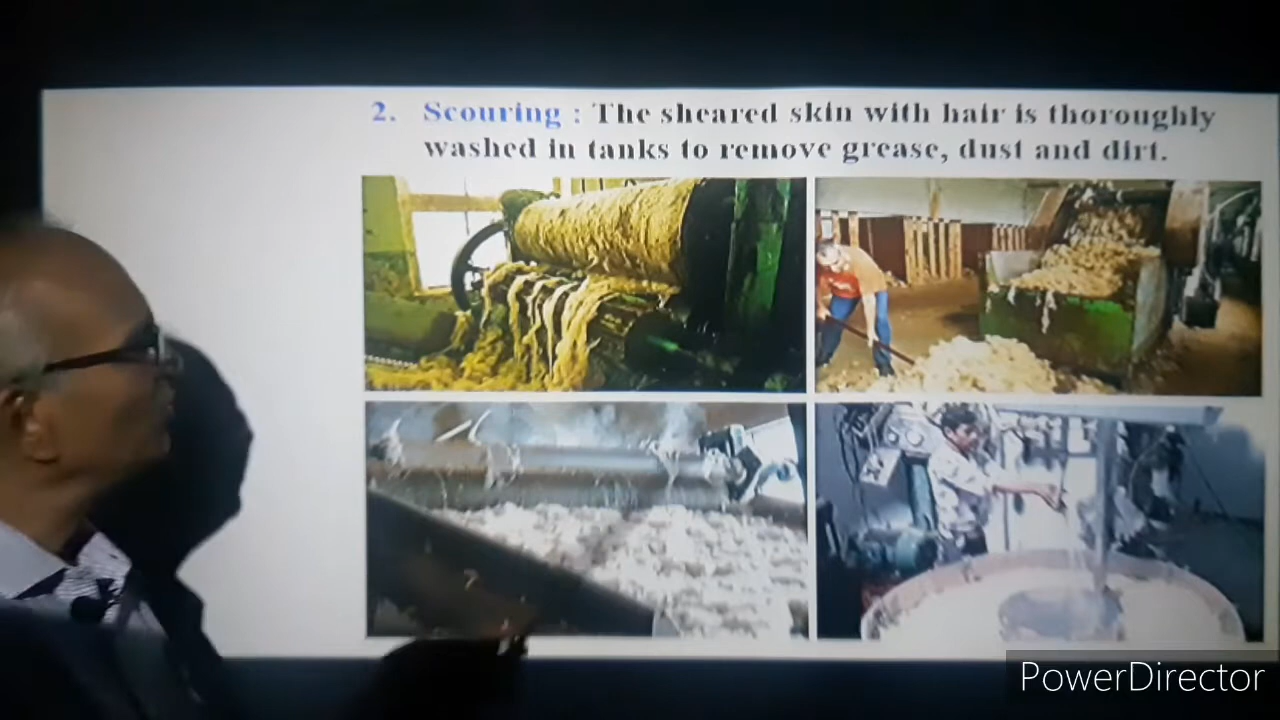 2. Scouring : The sheared skin with hair is thoroughly
washed in tanks to remove grease, dust and dirt.
PowerDirector